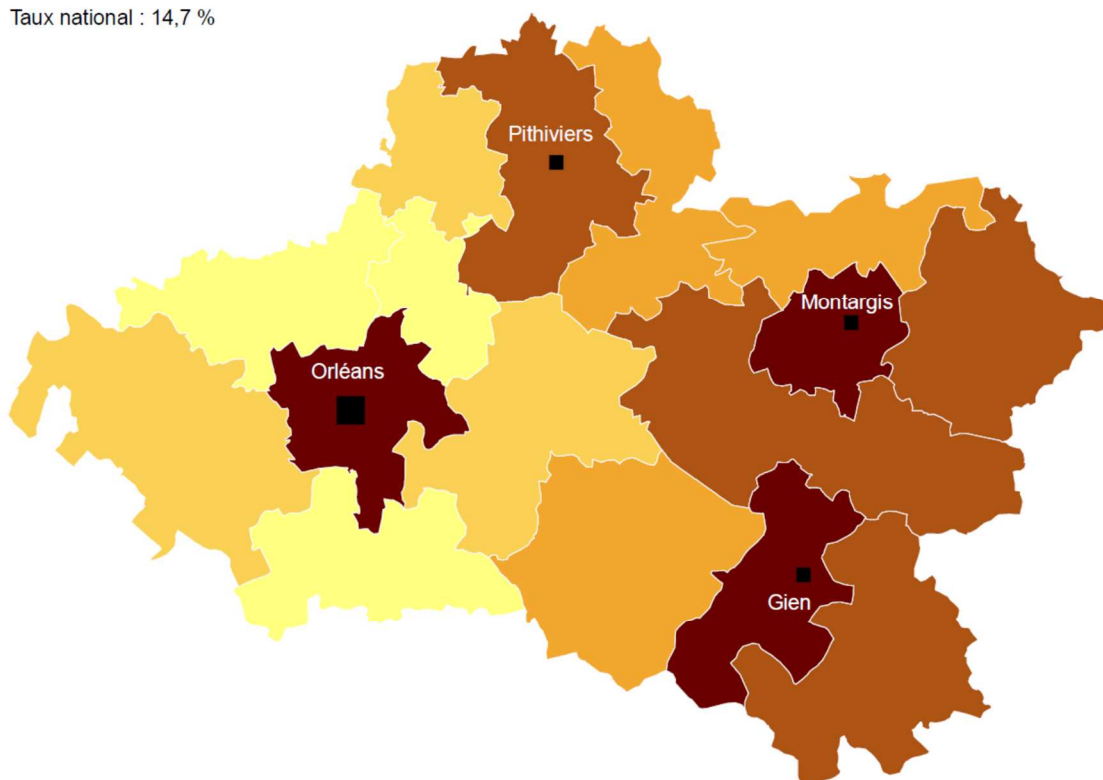 Taux national : 14,7 %
Pithiviers
Montargis
Orléans
Gien